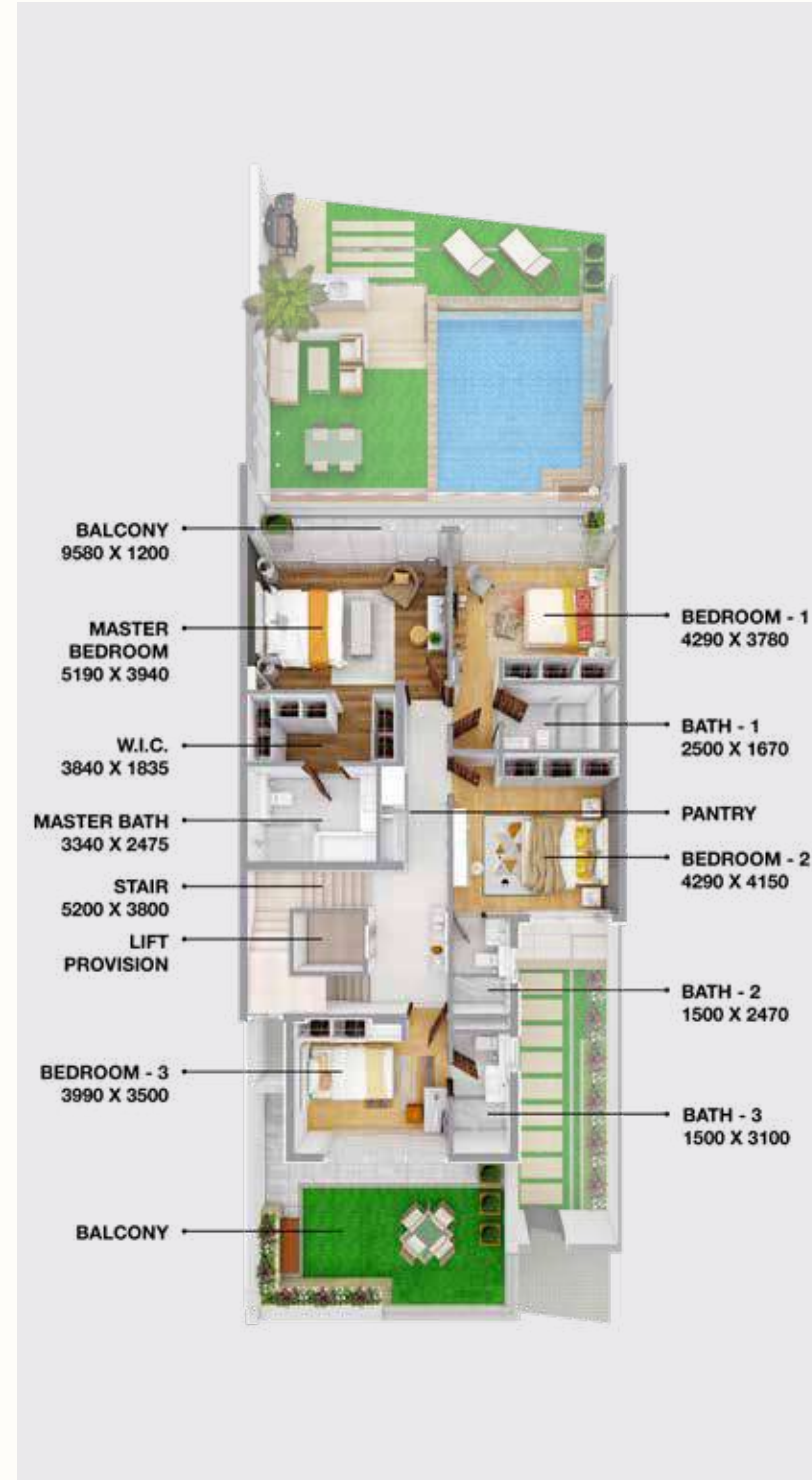 BALCONY
9580 X 1200
MASTER
BEDROOM
5190 X 3940
W.I.C.
3840 X 1835
MASTER BATH
3340 X 2475
STAIR
5200 X 3800
LIFT
PROVISION
BEDROOM - 3
3990 X 3500
BALCONY
BEDROOM - 1
4290 X 3780
BATH - 1
2500 X 1670
PANTRY
BEDROOM - 2
4290 X 4150
BATH - 2
1500 X 2470
BATH - 3
1500 X 3100